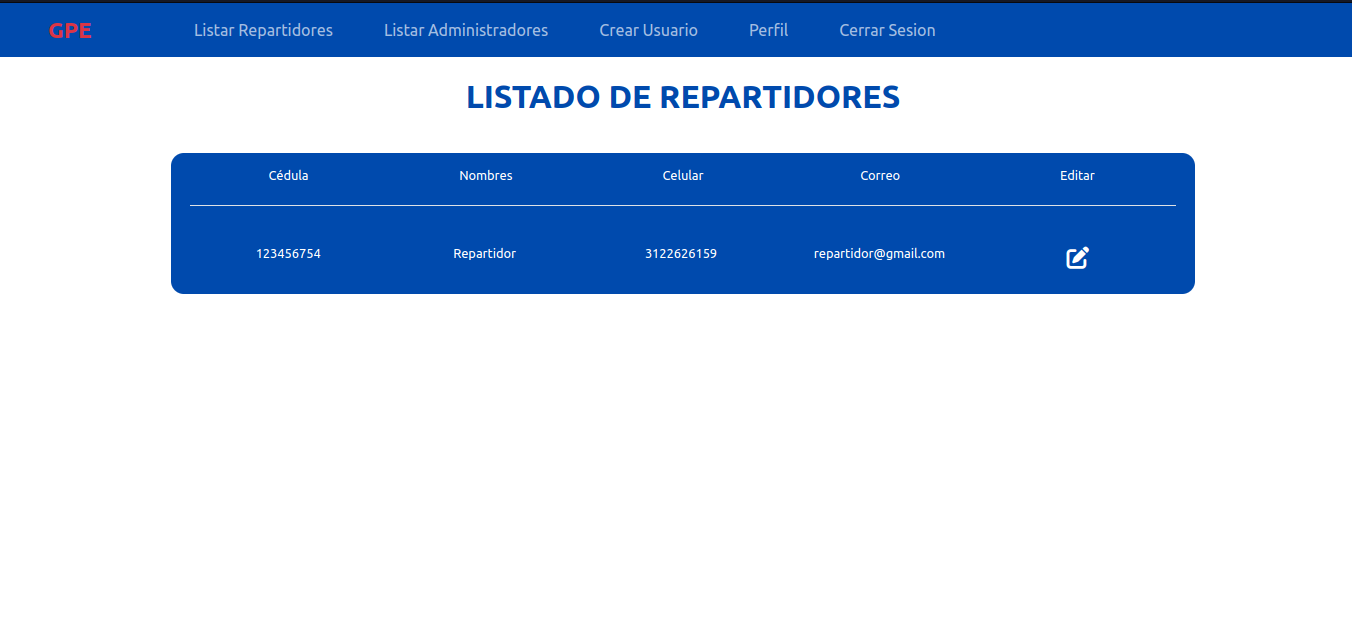 GPE Listar Repartidores Listar Administradores Crear Usuario Perfil Cerrar Sesion
LISTADO DE REPARTIDORES
Cédula Nombres Celular Correo Editar
123456754 Repartidor 3122626159 repartidor@gmail.com